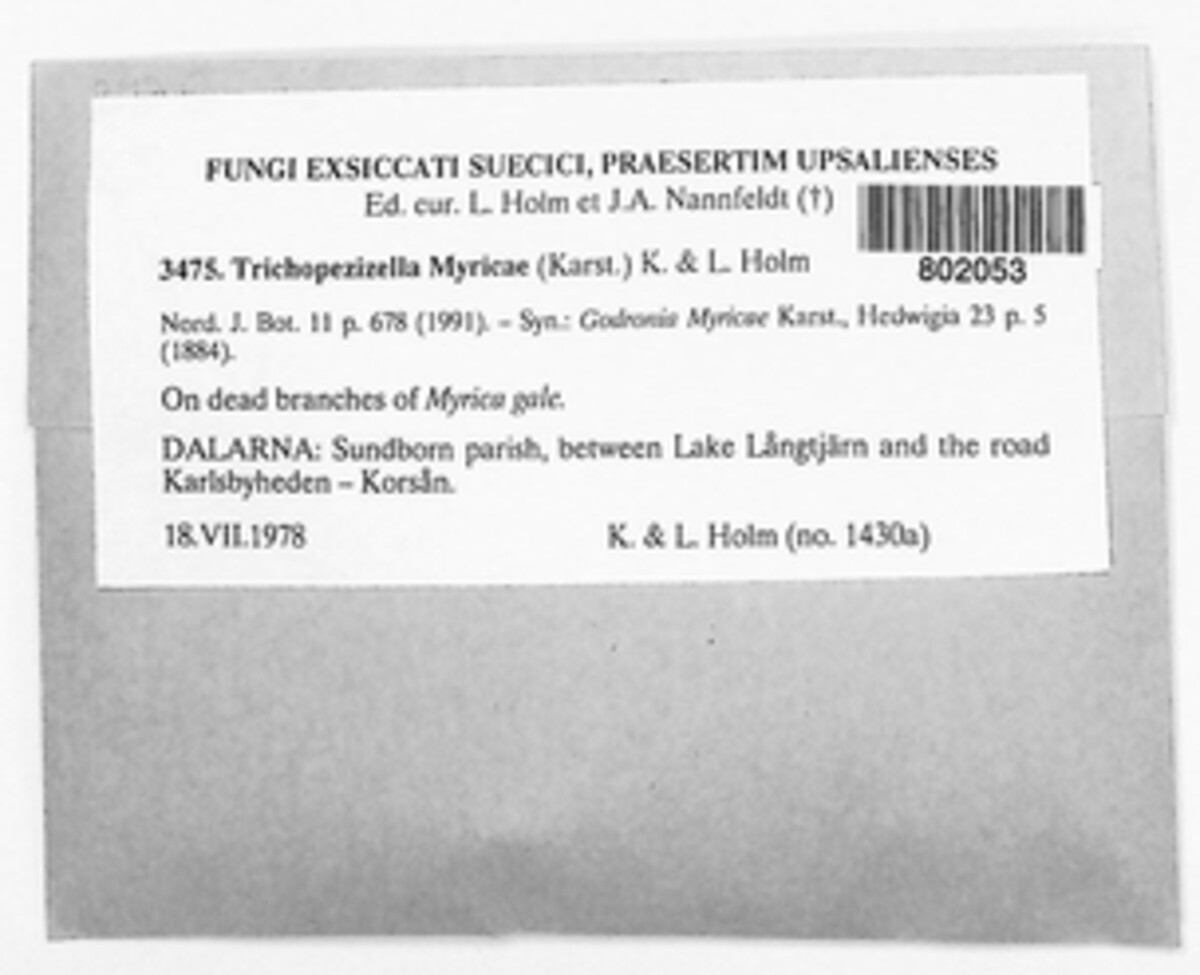 FUNGI EXSICCATI SUECICI, PRAESERTIM UPSALIENSES
Ed. cur. L. Holm et J.A. Nannfeldt (†)
802053
3475. Trichopezizella Myricae (Karst.) K. & L. Holm
Nord. J. Bot. 11 p. 678 (1991). – Syn.: Godronia Myricae Karst., Hedwigia 23 p. 5
(1884).
On dead branches of Myrica gale.
DALARNA: Sundborn parish, between Lake Långtjärn and the road
Karlsbyheden – Korsån.
18.VII.1978 K. & L. Holm (no. 1430a)